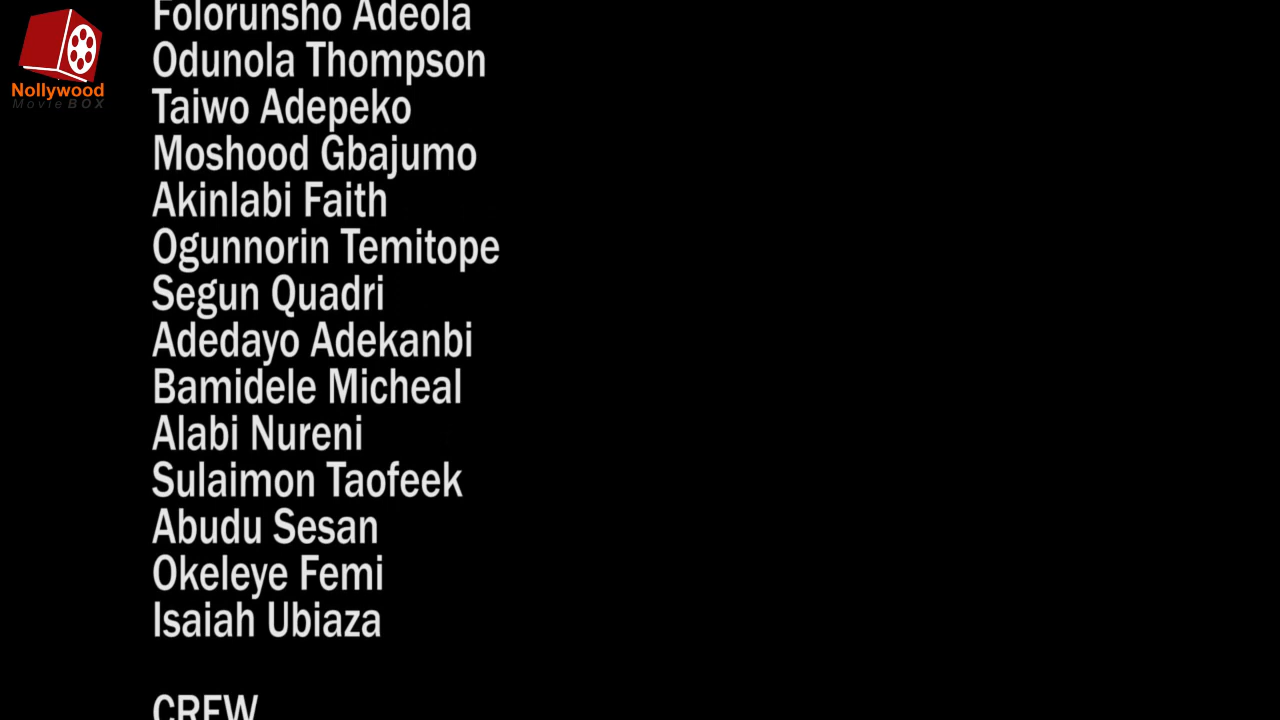 Folorunsho Adeola
Odunola Thompson
Nollywood
Movie BOX
Taiwo Adepeko
Moshood Gbajumo
Akinlabi Faith
Ogunnorin Temitope
Segun Quadri
Adedayo Adekanbi
Bamidele Micheal
Alabi Nureni
Sulaimon Taofeek
Abudu Sesan
Okeleye Femi
Isaiah Ubiaza
CREW